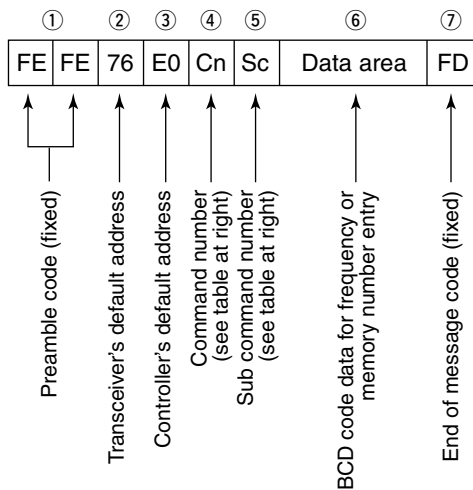 ① ② ③ ④ ⑤ ⑥ ⑦
FE FE 76 E0 Cn Sc Data area FD
Preamble code (fixed)
Transceiver's default address
Controller's default address
Command number
(see table at right)
Sub command number
(see table at right)
BCD code data for frequency or
memory number entry
End of message code (fixed)